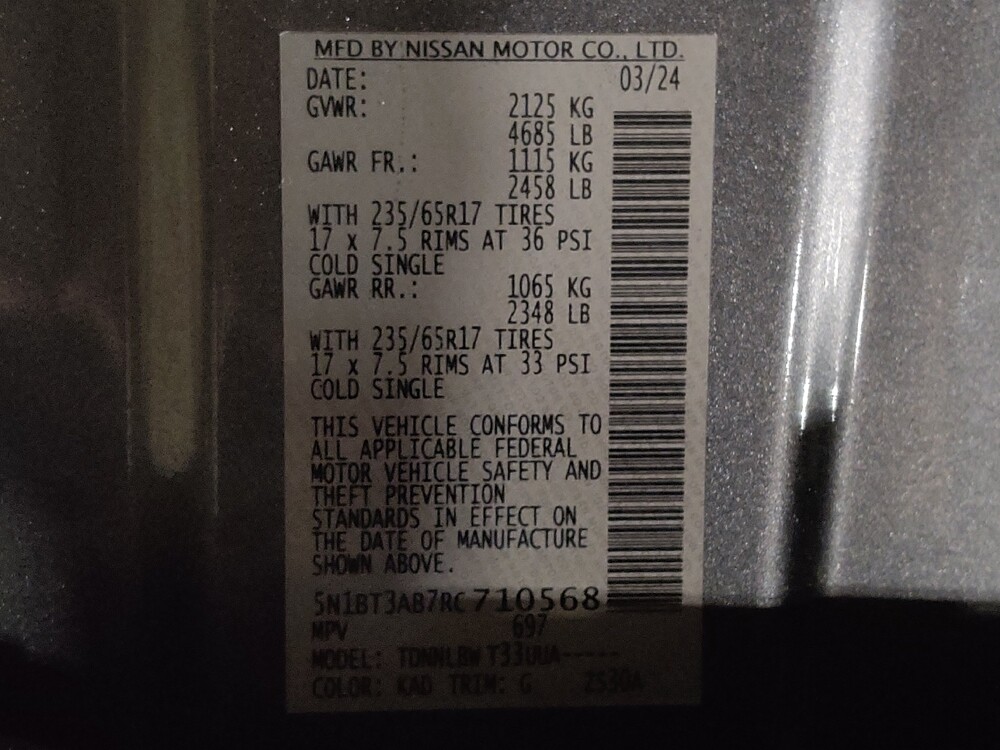 MFD BY NISSAN MOTOR CO., LTD.
DATE: 03/24
GVWR: 2125 KG
4685 LB
GAWR FR.: 1115 KG
2458 LB
WITH 235/65R17 TIRES
17 x 7.5 RIMS AT 36 PSI
COLD SINGLE
GAWR RR.: 1065 KG
2348 LB
WITH 235/65R17 TIRES
17 x 7.5 RIMS AT 33 PSI
COLD SINGLE
THIS VEHICLE CONFORMS TO
ALL APPLICABLE FEDERAL
MOTOR VEHICLE SAFETY AND
THEFT PREVENTION
STANDARDS IN EFFECT ON
THE DATE OF MANUFACTURE
SHOWN ABOVE.
5N1BT3AB7RC710568
MPV 697
MODEL: TDNNLBW T33UUA-----
COLOR: KAD TRIM: G